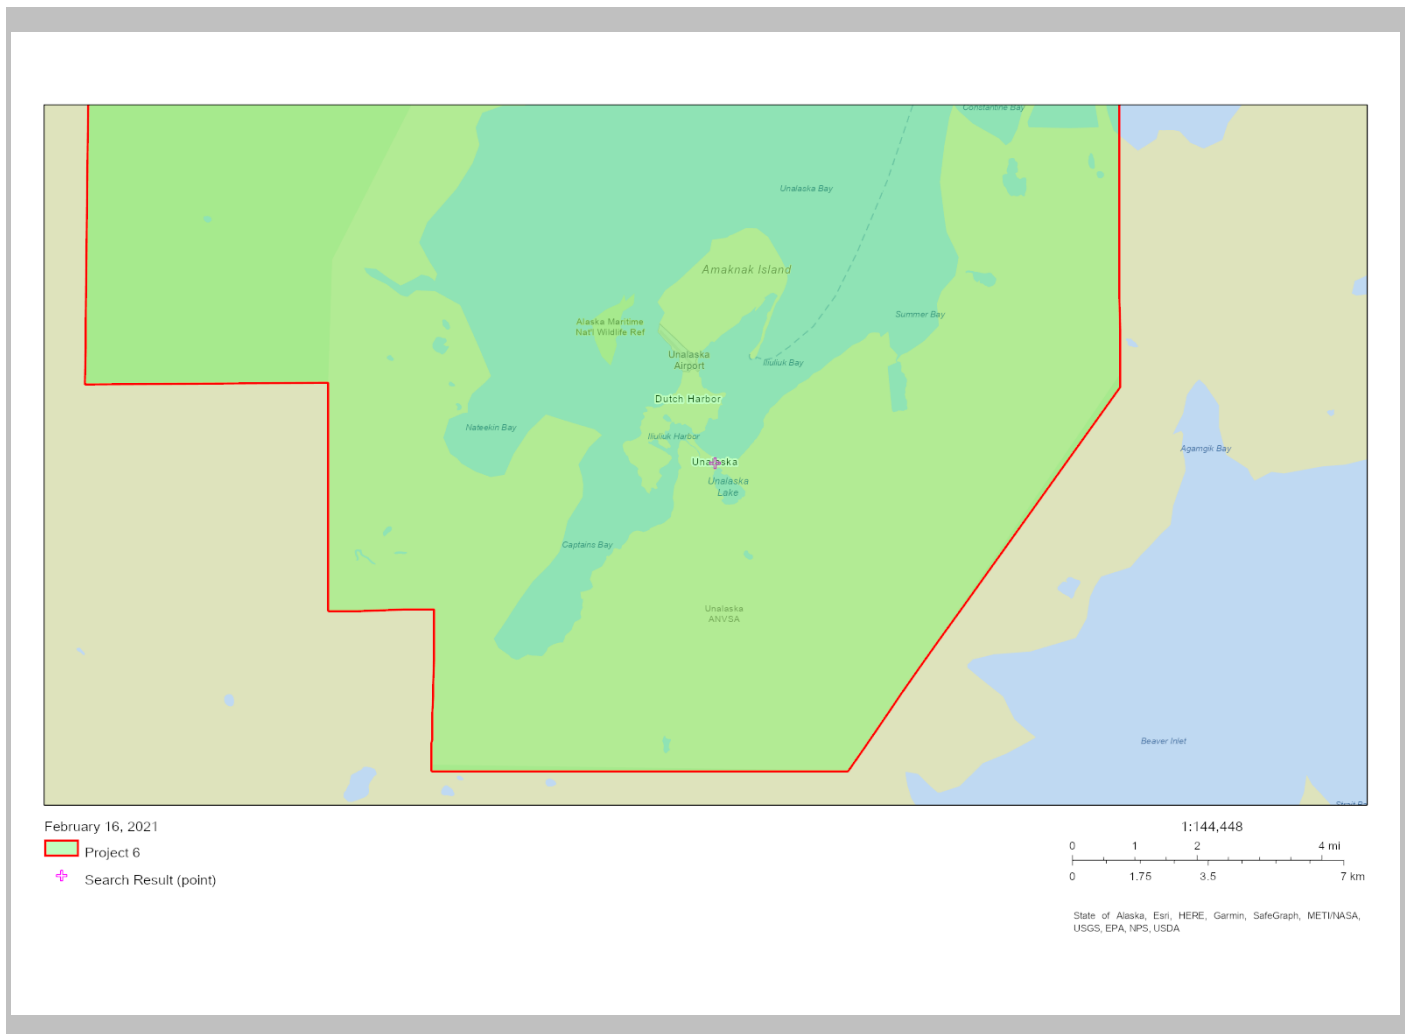 Constantine Bay
Unalaska Bay
Amaknak Island
Summer Bay
Alaska Maritime
Nat'l Wildlife Ref
Unalaska
Airport
Iliuliuk Bay
Dutch Harbor
Nateekin Bay
Iliuliuk Harbor
Agamgik Bay
Unalaska
Unalaska
Lake
Captains Bay
Unalaska
ANVSA
Beaver Inlet
February 16, 2021
Project 6
Search Result (point)
1:144,448
0 1 2 4 mi
0 1.75 3.5 7 km
State of Alaska, Esri, HERE, Garmin, SafeGraph, METI/NASA,
USGS, EPA, NPS, USDA